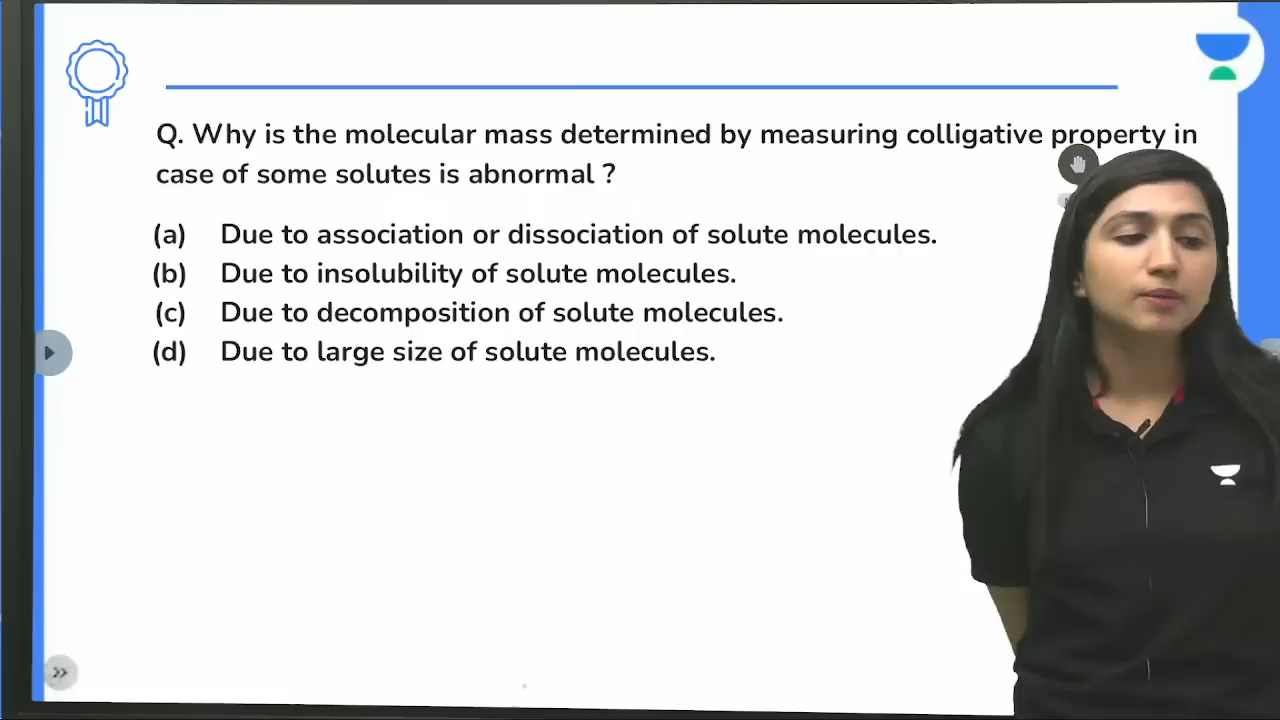 Q. Why is the molecular mass determined by measuring colligative property in
case of some solutes is abnormal ?
(a) Due to association or dissociation of solute molecules.
(b) Due to insolubility of solute molecules.
(c) Due to decomposition of solute molecules.
(d) Due to large size of solute molecules.